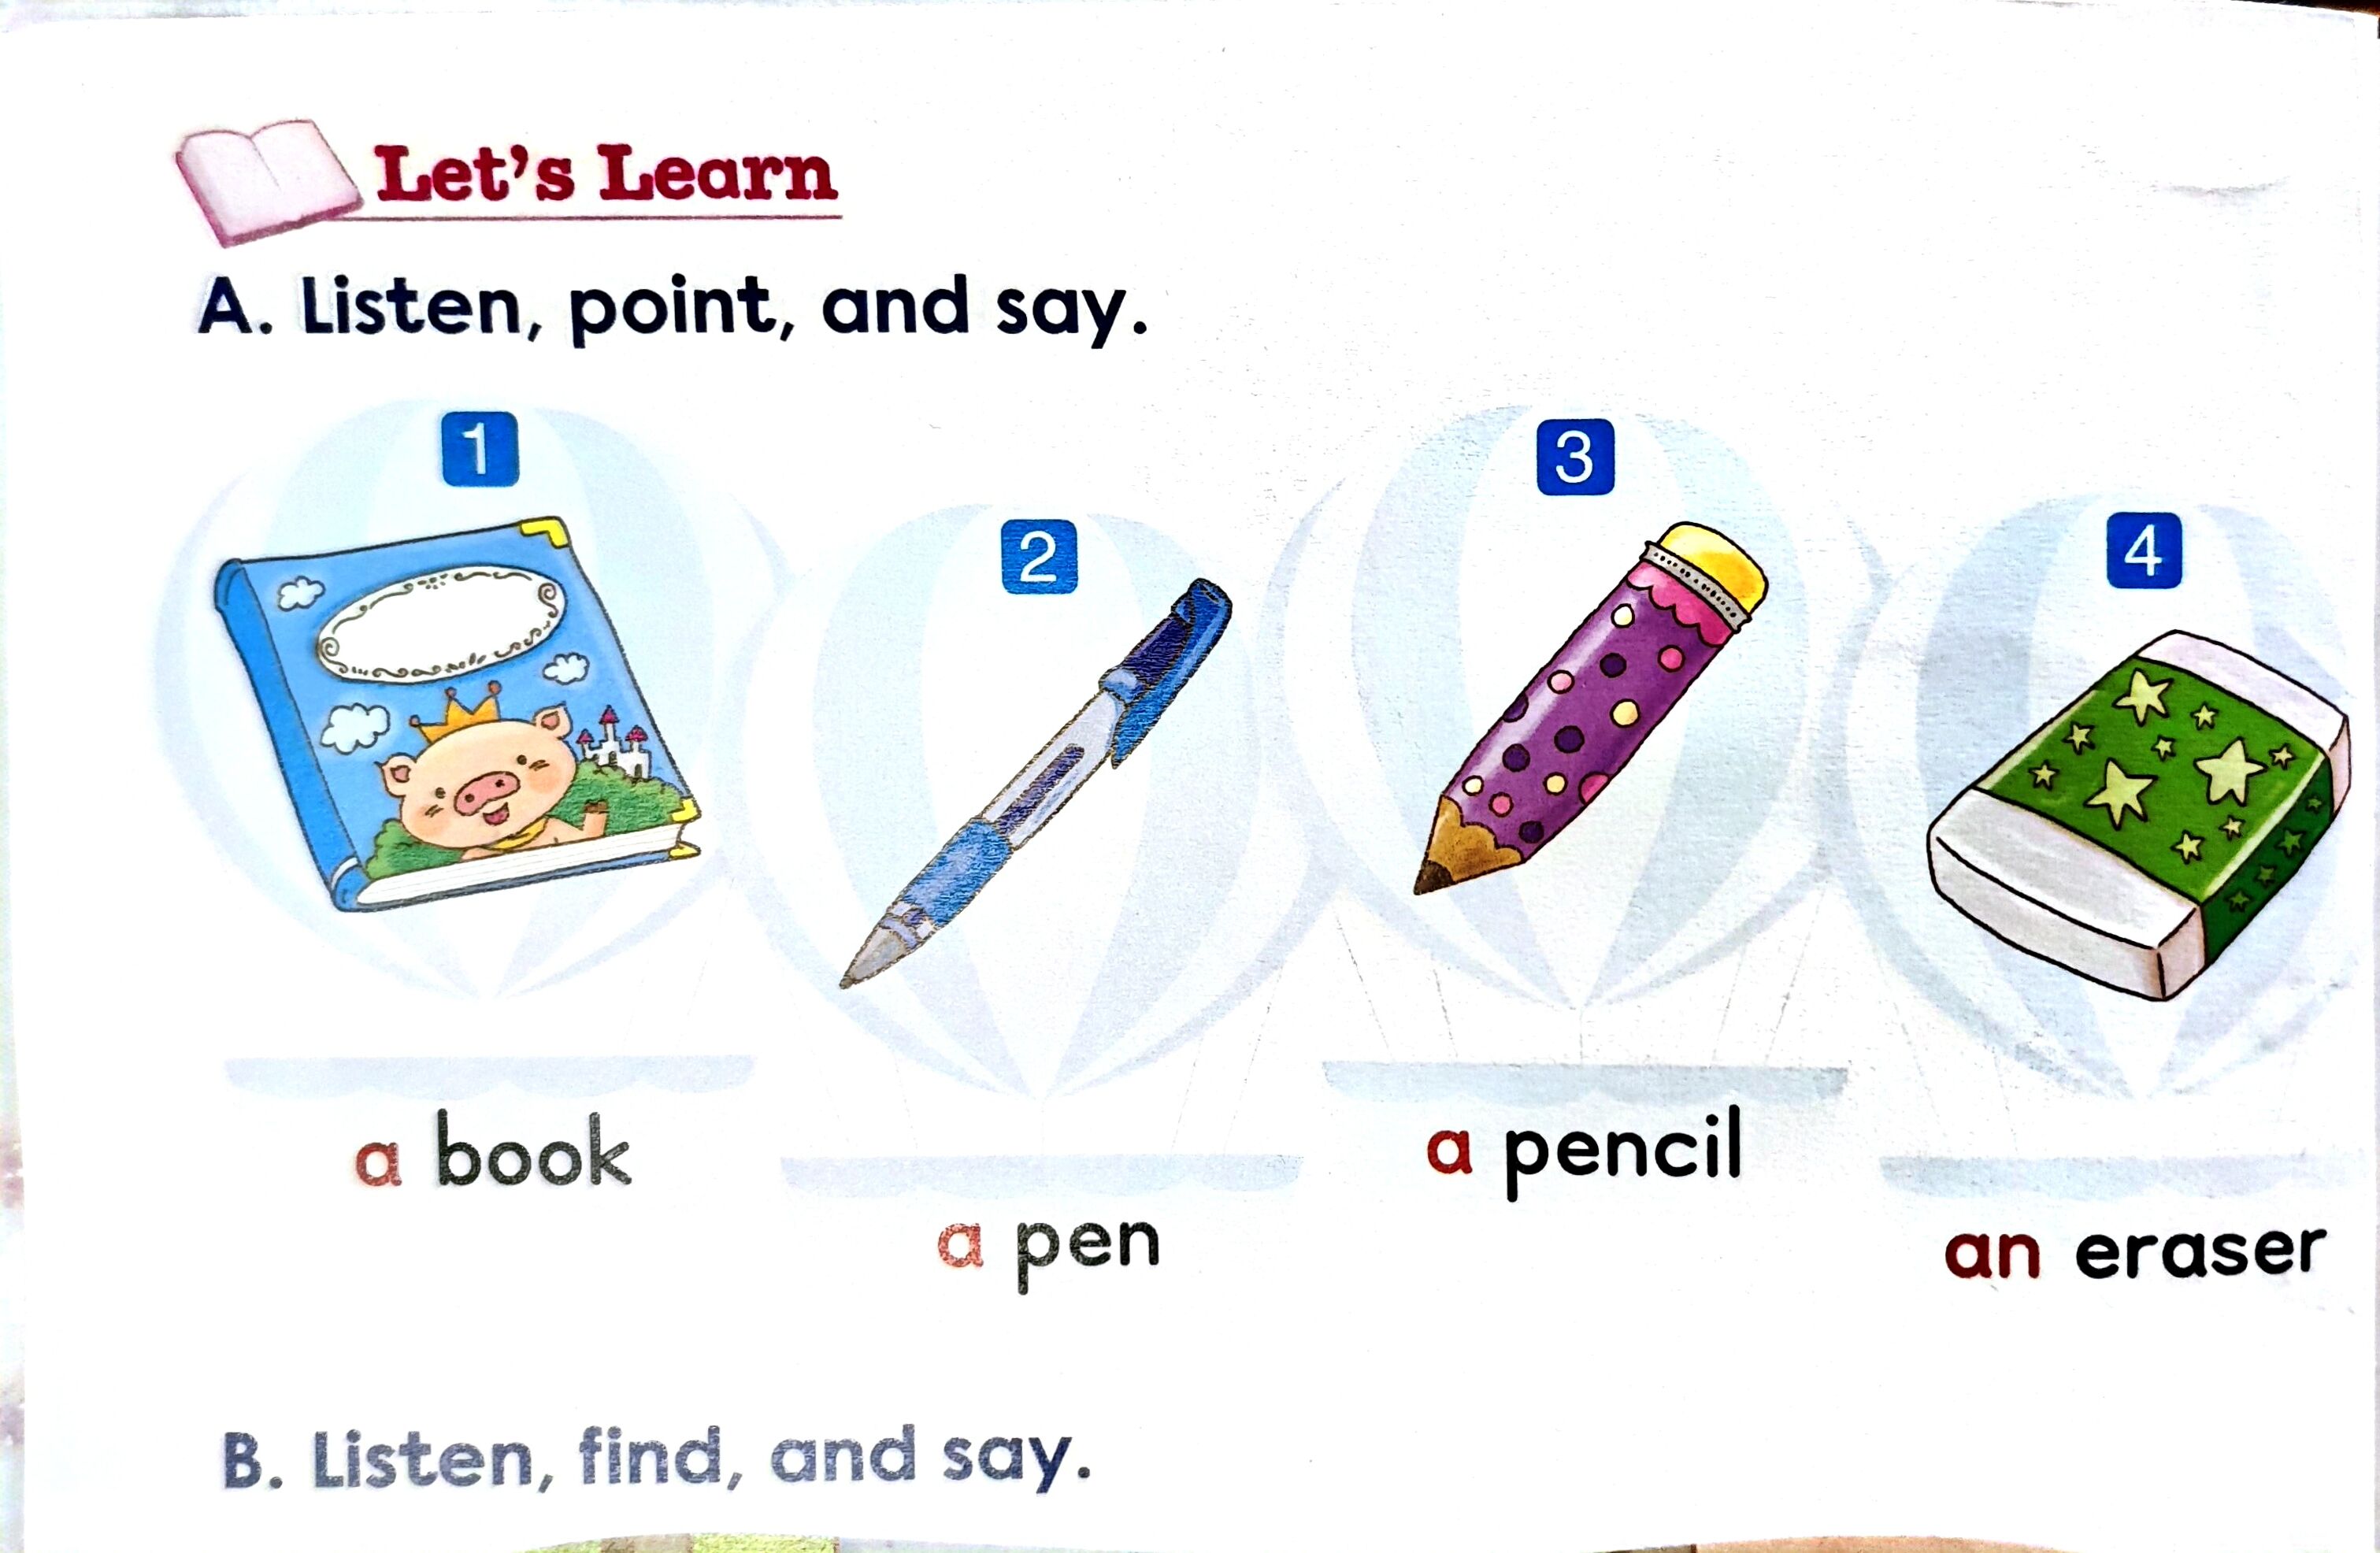 Let's Learn
A. Listen, point, and say.
1
2
3
4
a book
a pen
a pencil
an eraser
B. Listen, find, and say.